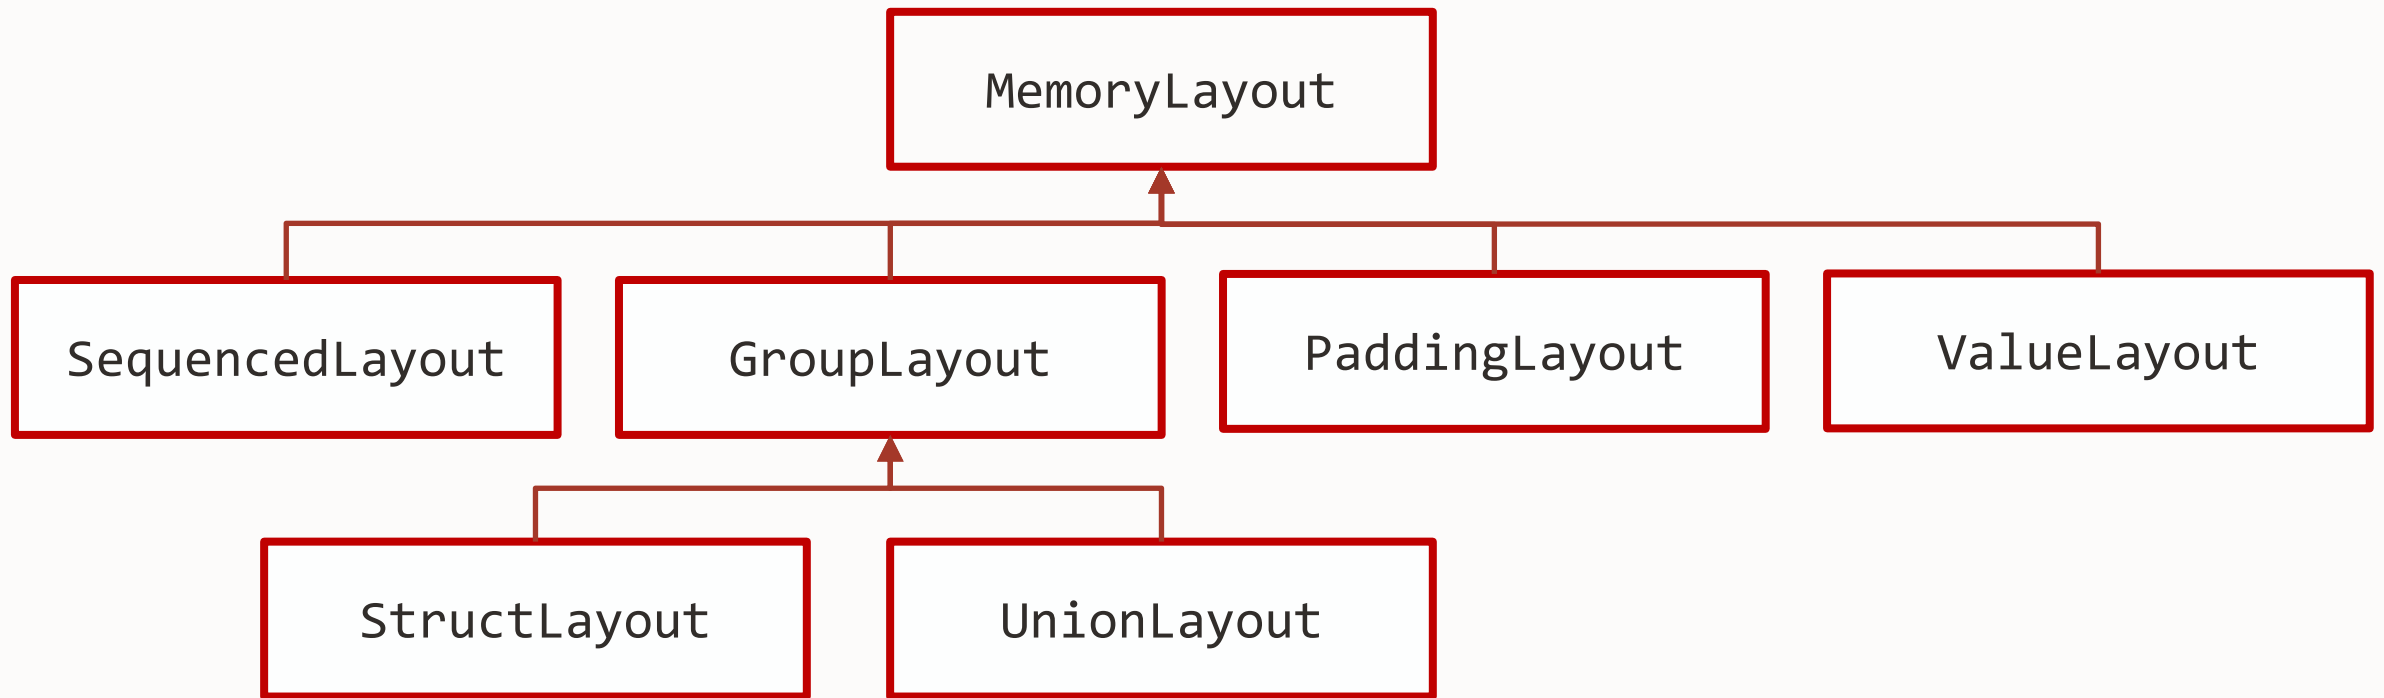 MemoryLayout
SequencedLayout
GroupLayout
PaddingLayout
ValueLayout
StructLayout
UnionLayout